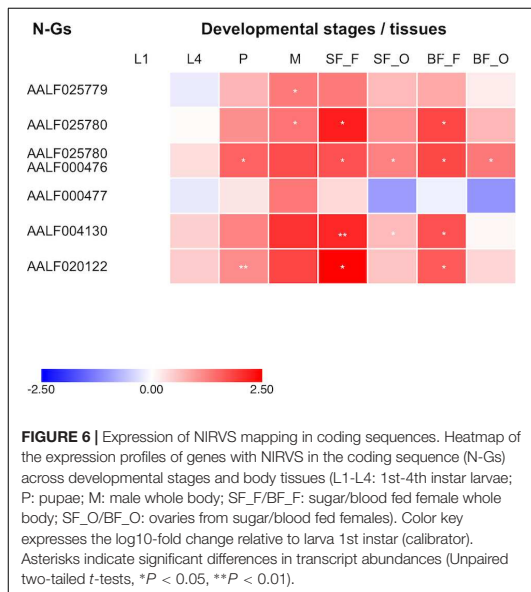 N-Gs Developmental stages / tissues
L1 L4 P M SF_F SF_O BF_F BF_O
AALF025779 *
AALF025780 * * *
AALF025780
AALF000476 * * * * *
AALF000477
AALF004130 ** * *
AALF020122 ** * *
-2.50 0.00 2.50
FIGURE 6 | Expression of NIRVS mapping in coding sequences. Heatmap of
the expression profiles of genes with NIRVS in the coding sequence (N-Gs)
across developmental stages and body tissues (L1-L4: 1st-4th instar larvae;
P: pupae; M: male whole body; SF_F/BF_F: sugar/blood fed female whole
body; SF_O/BF_O: ovaries from sugar/blood fed females). Color key
expresses the log10-fold change relative to larva 1st instar (calibrator).
Asterisks indicate significant differences in transcript abundances (Unpaired
two-tailed t-tests, *P < 0.05, **P < 0.01).